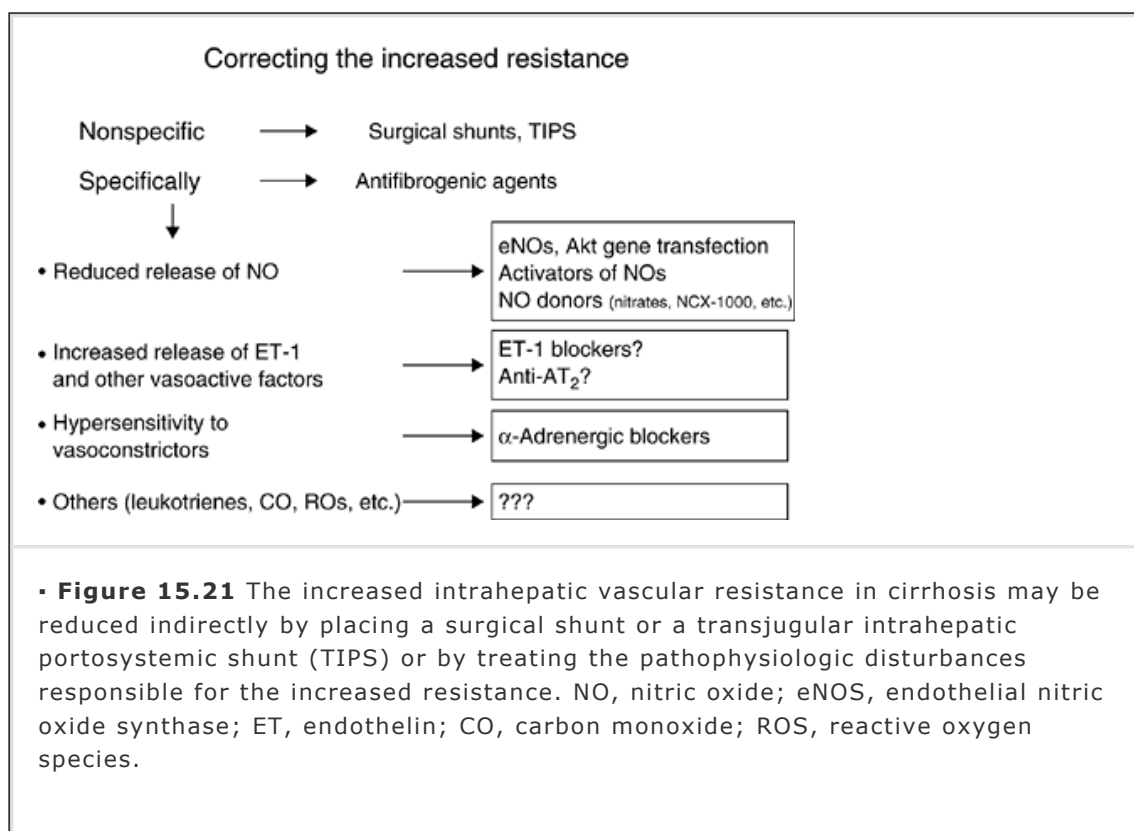 Correcting the increased resistance
Nonspecific → Surgical shunts, TIPS
Specifically → Antifibrogenic agents
↓
• Reduced release of NO → eNOs, Akt gene transfection
Activators of NOs
NO donors (nitrates, NCX-1000, etc.)
• Increased release of ET-1
and other vasoactive factors → ET-1 blockers?
Anti-AT₂?
• Hypersensitivity to
vasoconstrictors → α-Adrenergic blockers
• Others (leukotrienes, CO, ROs, etc.) → ???
▪ Figure 15.21 The increased intrahepatic vascular resistance in cirrhosis may be
reduced indirectly by placing a surgical shunt or a transjugular intrahepatic
portosystemic shunt (TIPS) or by treating the pathophysiologic disturbances
responsible for the increased resistance. NO, nitric oxide; eNOS, endothelial nitric
oxide synthase; ET, endothelin; CO, carbon monoxide; ROS, reactive oxygen
species.